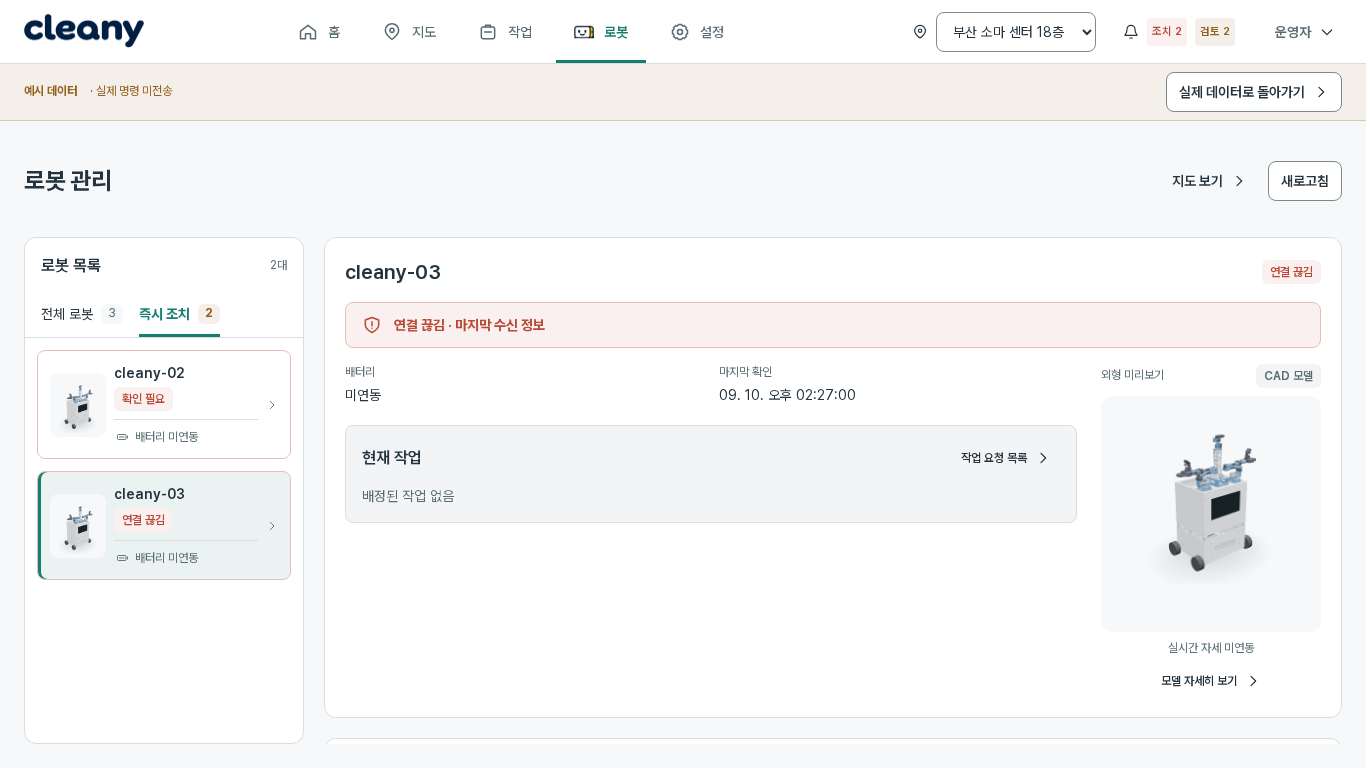 cleany
홈
지도
작업
로봇
설정
부산 소마 센터 18층
조치 2
검토 2
운영자
예시 데이터 · 실제 명령 미전송
실제 데이터로 돌아가기
로봇 관리
지도 보기
새로고침
로봇 목록
2대
전체 로봇 3
즉시 조치 2
cleany-02
확인 필요
배터리 미연동
cleany-03
연결 끊김
배터리 미연동
cleany-03
연결 끊김
연결 끊김 · 마지막 수신 정보
배터리
미연동
마지막 확인
09. 10. 오후 02:27:00
현재 작업
작업 요청 목록
배정된 작업 없음
외형 미리보기
CAD 모델
실시간 자세 미연동
모델 자세히 보기